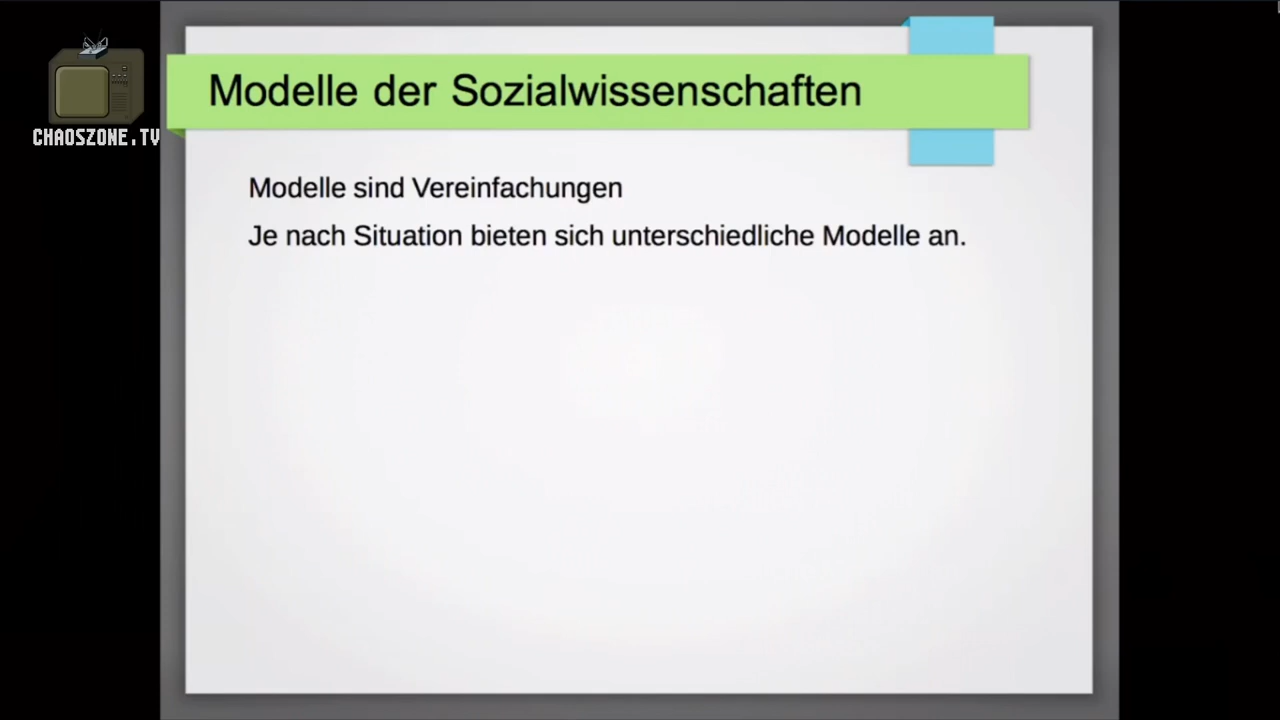 CHAOSZONE.TV
Modelle der Sozialwissenschaften
Modelle sind Vereinfachungen
Je nach Situation bieten sich unterschiedliche Modelle an.